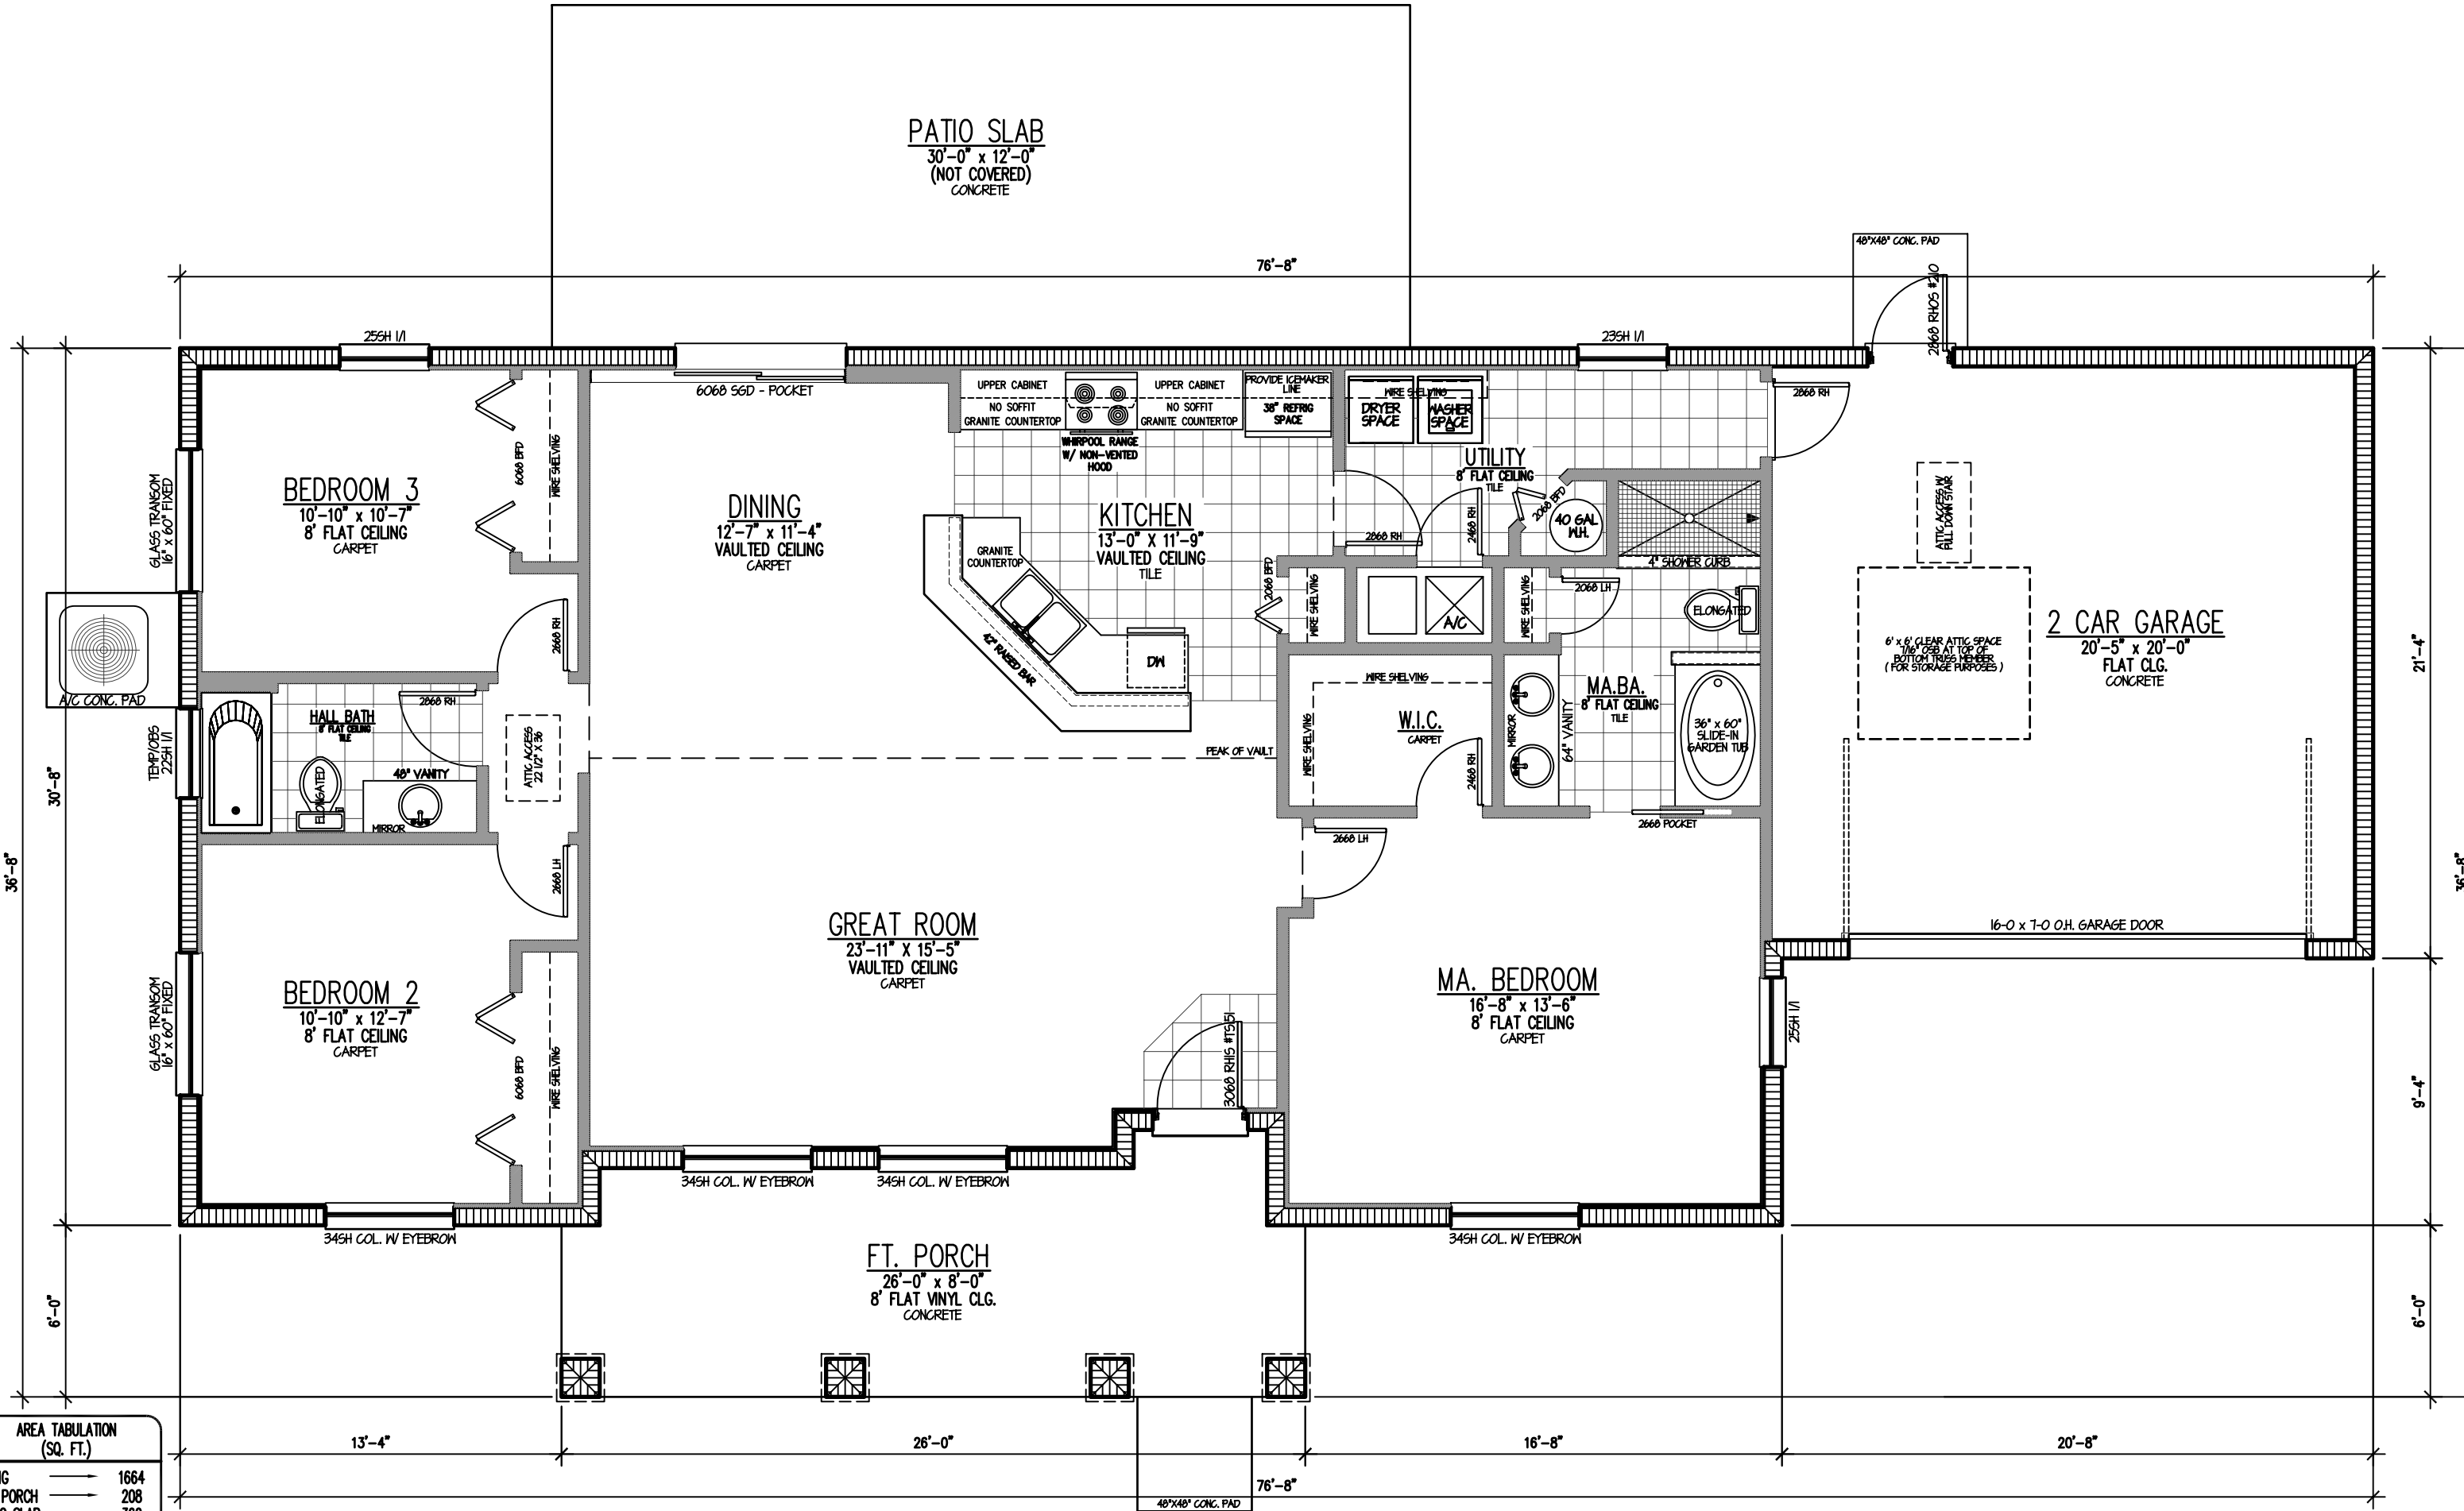 PATIO SLAB
30'-0" x 12'-0"
(NOT COVERED)
CONCRETE
48"X48" CONC. PAD
76'-8"
2868 RHOS #210
25SH 1/1
23SH 1/1
6068 SGD - POCKET
UPPER CABINET
NO SOFFIT
GRANITE COUNTERTOP
UPPER CABINET
NO SOFFIT
GRANITE COUNTERTOP
PROVIDE ICEMAKER
LINE
38" REFRIG
SPACE
WHIRPOOL RANGE
W/ NON-VENTED
HOOD
WIRE SHELVING
DRYER
SPACE
WASHER
SPACE
2868 RH
UTILITY
8' FLAT CEILING
TILE
BEDROOM 3
10'-10" x 10'-7"
8' FLAT CEILING
CARPET
6068 BFD
WIRE SHELVING
GLASS TRANSOM
16" x 60" FIXED
DINING
12'-7" x 11'-4"
VAULTED CEILING
CARPET
KITCHEN
13'-0" X 11'-9"
VAULTED CEILING
TILE
GRANITE
COUNTERTOP
42" RAISED BAR
DW
2868 RH
2468 RH
2068 BFD
40 GAL
W.H.
4" SHOWER CURB
2068 BFD
WIRE SHELVING
A/C
WIRE SHELVING
2068 LH
ELONGATED
ATTIC ACCESS W/
PULL DOWN STAIR
6' x 6' CLEAR ATTIC SPACE
7/16" OSB AT TOP OF
BOTTOM TRUSS MEMBER
( FOR STORAGE PURPOSES )
2 CAR GARAGE
20'-5" x 20'-0"
FLAT CLG.
CONCRETE
21'-4"
2668 RH
A/C CONC. PAD
HALL BATH
8' FLAT CEILING
TILE
2868 RH
TEMP/OBS
22SH 1/1
ELONGATED
48" VANITY
MIRROR
ATTIC ACCESS
22 1/2" X 36
PEAK OF VAULT
WIRE SHELVING
WIRE SHELVING
W.I.C.
CARPET
2468 RH
MIRROR
64" VANITY
MA.BA.
8' FLAT CEILING
TILE
36" x 60"
SLIDE-IN
GARDEN TUB
2668 POCKET
30'-8"
36'-8"
36'-8"
2668 LH
2668 LH
16-0 x 7-0 O.H. GARAGE DOOR
GREAT ROOM
23'-11" X 15'-5"
VAULTED CEILING
CARPET
BEDROOM 2
10'-10" x 12'-7"
8' FLAT CEILING
CARPET
6068 BFD
WIRE SHELVING
GLASS TRANSOM
16" x 60" FIXED
MA. BEDROOM
16'-8" x 13'-6"
8' FLAT CEILING
CARPET
25SH 1/1
3068 RHIS #TS151
9'-4"
34SH COL. W/ EYEBROW
34SH COL. W/ EYEBROW
34SH COL. W/ EYEBROW
34SH COL. W/ EYEBROW
FT. PORCH
26'-0" x 8'-0"
8' FLAT VINYL CLG.
CONCRETE
6'-0"
6'-0"
AREA TABULATION
(SQ. FT.)
1664
PORCH 208
13'-4"
26'-0"
16'-8"
20'-8"
76'-8"
48"X48" CONC. PAD